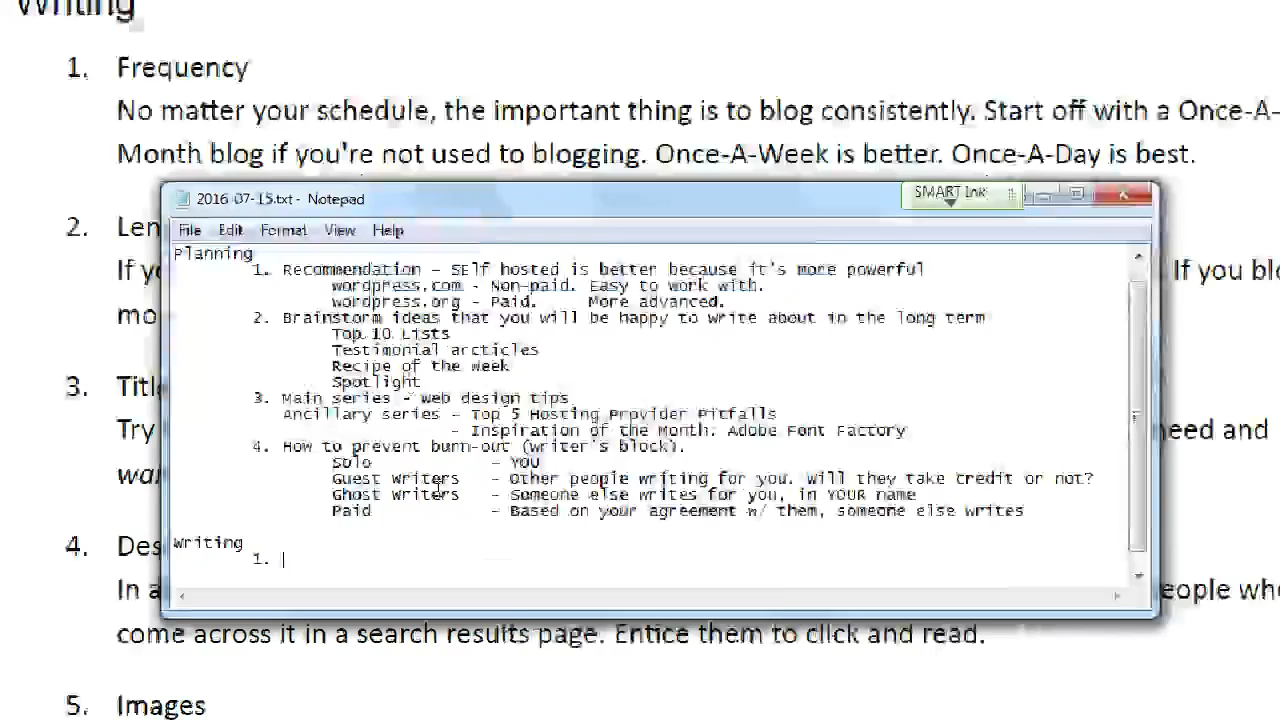 Writing
1. Frequency
No matter your schedule, the important thing is to blog consistently. Start off with a Once-A-
Month blog if you're not used to blogging. Once-A-Week is better. Once-A-Day is best.
2. Len
If yo
If you blo
mo
3. Title
Try
need and
wan
4. Des
In a
eople who
come across it in a search results page. Entice them to click and read.
5. Images
2016-07-15.txt - Notepad
SMART Ink
File Edit Format View Help
Planning
1. Recommendation - SElf hosted is better because it's more powerful
wordpress.com - Non-paid. Easy to work with.
wordpress.org - Paid. More advanced.
2. Brainstorm ideas that you will be happy to write about in the long term
Top 10 Lists
Testimonial arcticles
Recipe of the week
Spotlight
3. Main series - web design tips
Ancillary series - Top 5 Hosting Provider Pitfalls
- Inspiration of the Month. Adobe Font Factory
4. How to prevent burn-out (writer's block).
Solo - YOU
Guest Writers - Other people writing for you. Will they take credit or not?
Ghost Writers - Someone else writes for you, in YOUR name
Paid - Based on your agreement w/ them, someone else writes
Writing
1.